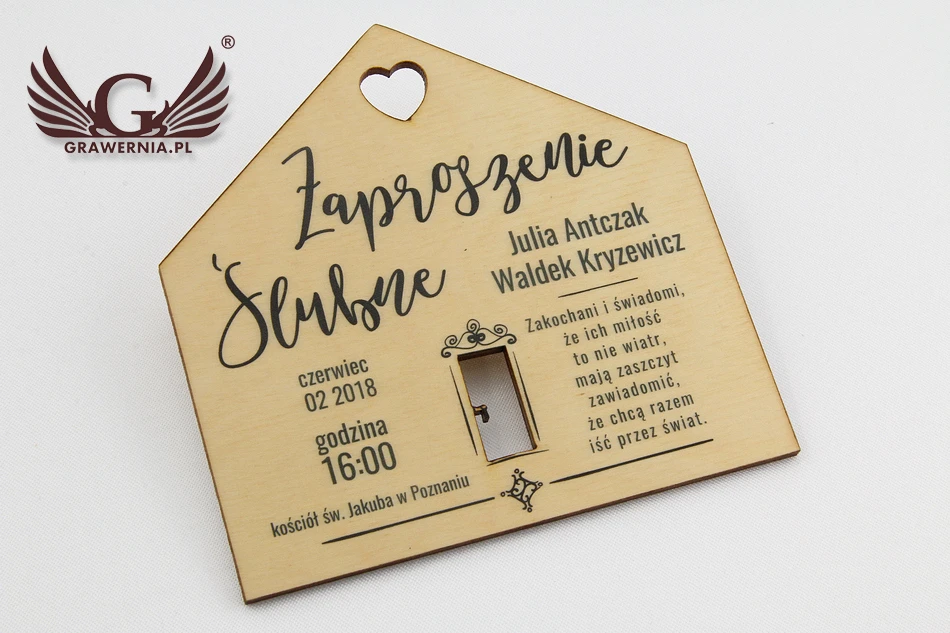 G
®
GRAWERNIA.PL
Zaproszenie
Ślubne
Julia Antczak
Waldek Kryzewicz
Zakochani i świadomi,
że ich miłość
to nie wiatr,
mają zaszczyt
zawiadomić,
że chcą razem
iść przez świat.
czerwiec
02 2018
godzina
16:00
kościół św. Jakuba w Poznaniu